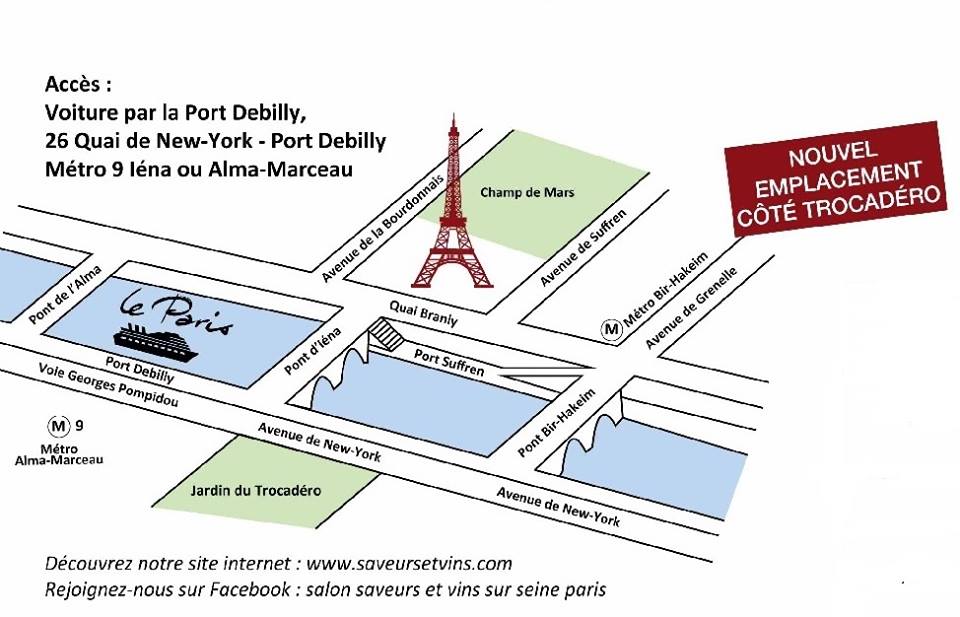 Accès :
Voiture par la Port Debilly,
26 Quai de New-York - Port Debilly
Métro 9 Iéna ou Alma-Marceau
NOUVEL
EMPLACEMENT
CÔTÉ TROCADÉRO
Champ de Mars
Avenue de la Bourdonnais
Avenue de Suffren
Pont de l'Alma
Le Paris
Quai Branly
M Métro Bir-Hakeim
Avenue de Grenelle
Pont d'Iéna
Port Suffren
Port Debilly
Voie Georges Pompidou
Pont Bir-Hakeim
M 9
Métro
Alma-Marceau
Avenue de New-York
Jardin du Trocadéro
Avenue de New-York
Découvrez notre site internet : www.saveursetvins.com
Rejoignez-nous sur Facebook : salon saveurs et vins sur seine paris